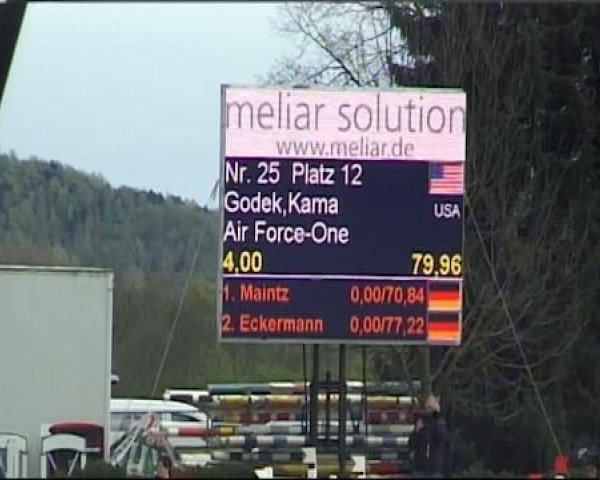 meliar solution
www.meliar.de
Nr. 25 Platz 12
Godek,Kama USA
Air Force-One
4,00 79,96
1. Maintz 0,00/70,84
2. Eckermann 0,00/77,22